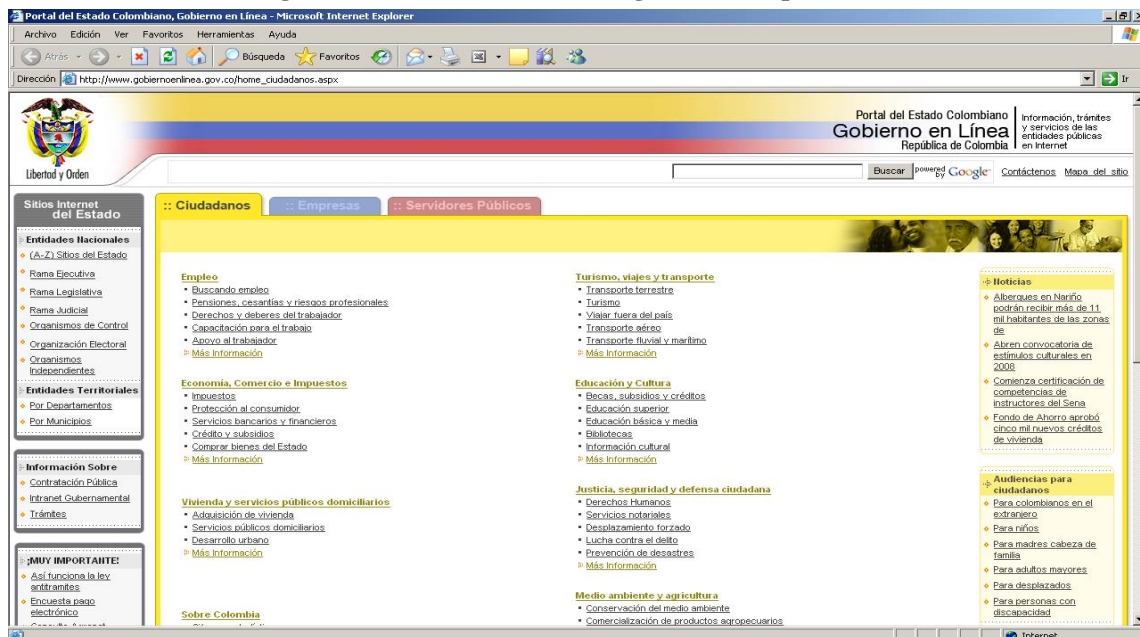 Portal del Estado Colombiano, Gobierno en Línea - Microsoft Internet Explorer
Archivo Edición Ver Favoritos Herramientas Ayuda
Atrás Búsqueda Favoritos
Dirección http://www.gobiernoenlinea.gov.co/home_ciudadanos.aspx Ir
Libertad y Orden
Portal del Estado Colombiano
Gobierno en Línea
República de Colombia
Información, trámites
y servicios de las
entidades públicas
en Internet
Buscar powered by Google Contáctenos Mapa del sitio
Sitios Internet
del Estado
Entidades Nacionales
(A-Z) Sitios del Estado
Rama Ejecutiva
Rama Legislativa
Rama Judicial
Organismos de Control
Organización Electoral
Organismos
Independientes
Entidades Territoriales
Por Departamentos
Por Municipios
Información Sobre
Contratación Pública
Intranet Gubernamental
Trámites
¡MUY IMPORTANTE!
Así funciona la ley
antitramites
Encuesta pago
electrónico
:: Ciudadanos :: Empresas :: Servidores Públicos
Empleo
Buscando empleo
Pensiones, cesantías y riesgos profesionales
Derechos y deberes del trabajador
Capacitación para el trabajo
Apoyo al trabajador
Más Información
Economía, Comercio e Impuestos
Impuestos
Protección al consumidor
Servicios bancarios y financieros
Crédito y subsidios
Comprar bienes del Estado
Más Información
Vivienda y servicios públicos domiciliarios
Adquisición de vivienda
Servicios públicos domiciliarios
Desarrollo urbano
Más Información
Sobre Colombia
Turismo, viajes y transporte
Transporte terrestre
Turismo
Viajar fuera del país
Transporte aéreo
Transporte fluvial y marítimo
Más Información
Educación y Cultura
Becas, subsidios y créditos
Educación superior
Educación básica y media
Bibliotecas
Información cultural
Más Información
Justicia, seguridad y defensa ciudadana
Derechos Humanos
Servicios notariales
Desplazamiento forzado
Lucha contra el delito
Prevención de desastres
Más Información
Medio ambiente y agricultura
Conservación del medio ambiente
Comercialización de productos agropecuarios
Noticias
Albergues en Nariño
podrán recibir más de 11
mil habitantes de las zonas
de
Abren convocatoria de
estímulos culturales en
2008
Comienza certificación de
competencias de
instructores del Sena
Fondo de Ahorro aprobó
cinco mil nuevos créditos
de vivienda
Audiencias para
ciudadanos
Para colombianos en el
extranjero
Para niños
Para madres cabeza de
familia
Para adultos mayores
Para desplazados
Para personas con
discapacidad
Internet